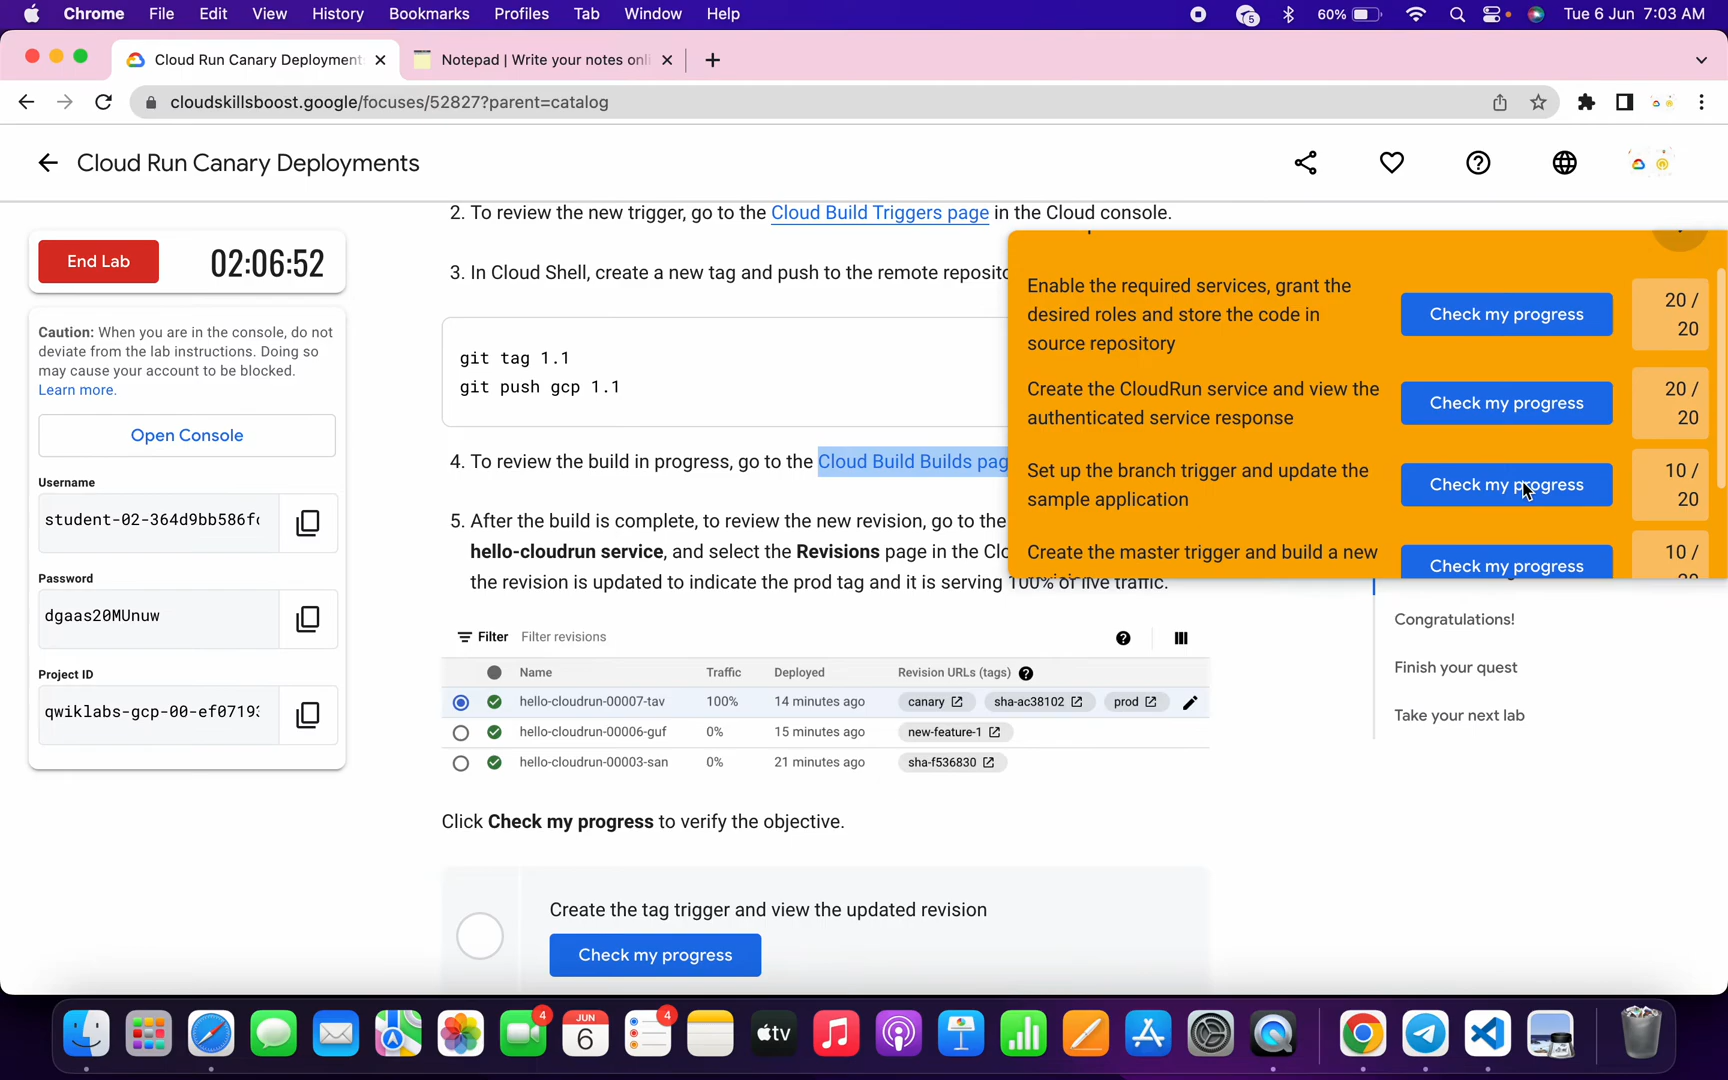 Chrome File Edit View History Bookmarks Profiles Tab Window Help
5 60% Tue 6 Jun 7:03 AM
Cloud Run Canary Deployment
Notepad | Write your notes onli
cloudskillsboost.google/focuses/52827?parent=catalog
Cloud Run Canary Deployments
End Lab 02:06:52
Caution: When you are in the console, do not
deviate from the lab instructions. Doing so
may cause your account to be blocked.
Learn more.
Open Console
Username
student-02-364d9bb586f
Password
dgaas20MUnuw
Project ID
qwiklabs-gcp-00-ef0719
2. To review the new trigger, go to the Cloud Build Triggers page in the Cloud console.
3. In Cloud Shell, create a new tag and push to the remote reposit
git tag 1.1
git push gcp 1.1
4. To review the build in progress, go to the Cloud Build Builds pag
5. After the build is complete, to review the new revision, go to the
hello-cloudrun service, and select the Revisions page in the Clo
the revision is updated to indicate the prod tag and it is serving 100% of live traffic.
Enable the required services, grant the
desired roles and store the code in
source repository
Check my progress
20 /
20
Create the CloudRun service and view the
authenticated service response
Check my progress
20 /
20
Set up the branch trigger and update the
sample application
Check my progress
10 /
20
Create the master trigger and build a new
Check my progress
10 /
Filter Filter revisions
Name Traffic Deployed Revision URLs (tags)
hello-cloudrun-00007-tav 100% 14 minutes ago canary sha-ac38102 prod
hello-cloudrun-00006-guf 0% 15 minutes ago new-feature-1
hello-cloudrun-00003-san 0% 21 minutes ago sha-f536830
Click Check my progress to verify the objective.
Create the tag trigger and view the updated revision
Check my progress
Congratulations!
Finish your quest
Take your next lab
4
JUN
6
4
tv